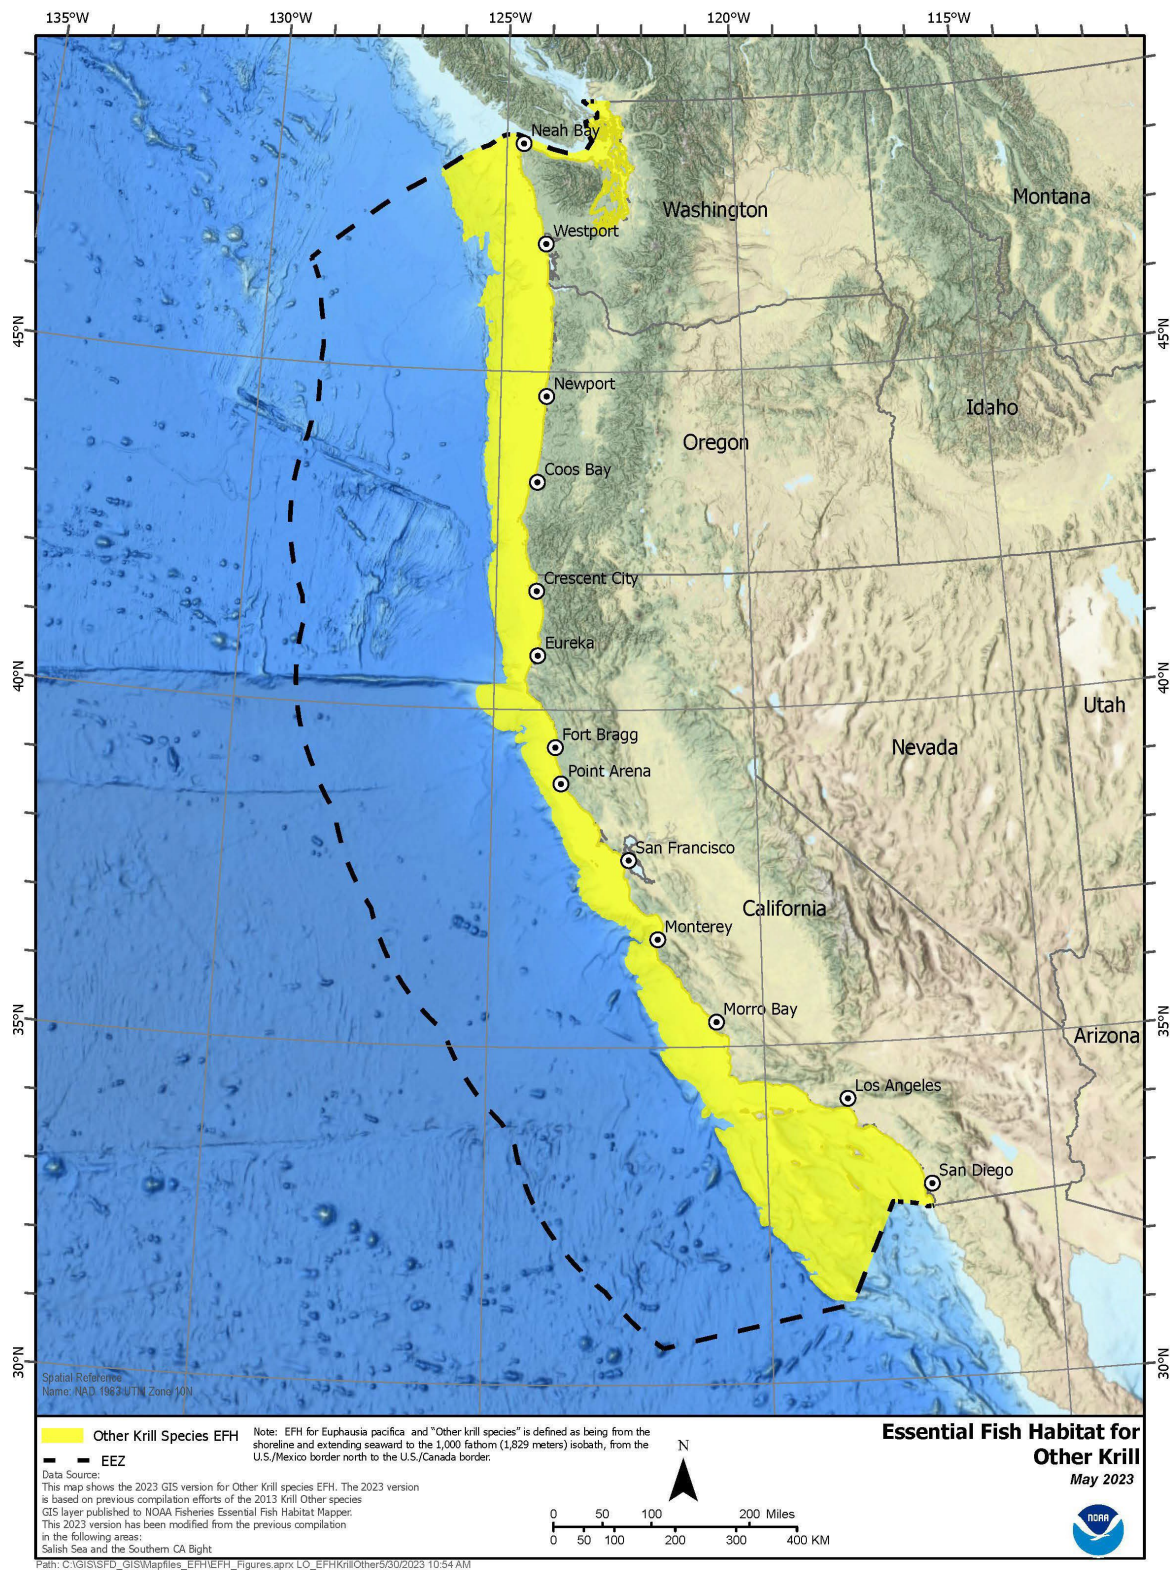 135°W 130°W 125°W 120°W 115°W
Neah Bay
Montana
Washington
Westport
45°N 45°N
Newport
Idaho
Oregon
Coos Bay
Crescent City
Eureka
40°N 40°N
Utah
Fort Bragg
Nevada
Point Arena
San Francisco
California
Monterey
Morro Bay
35°N 35°N
Arizona
Los Angeles
San Diego
30°N 30°N
Spatial Reference
Name: NAD 1983 UTM Zone 10N
Other Krill Species EFH
EEZ
Note: EFH for Euphausia pacifica and "Other krill species" is defined as being from the
shoreline and extending seaward to the 1,000 fathom (1,829 meters) isobath, from the
U.S./Mexico border north to the U.S./Canada border.
Data Source:
This map shows the 2023 GIS version for Other Krill species EFH. The 2023 version
is based on previous compilation efforts of the 2013 Krill Other species
GIS layer published to NOAA Fisheries Essential Fish Habitat Mapper.
This 2023 version has been modified from the previous compilation
in the following areas:
Salish Sea and the Southern CA Bight
N
0 50 100 200 Miles
0 50 100 200 300 400 KM
Essential Fish Habitat for
Other Krill
May 2023
NOAA
Path: C:\GIS\SFD_GIS\Mapfiles_EFH\EFH_Figures.aprx LO_EFHKrillOther5/30/2023 10:54 AM